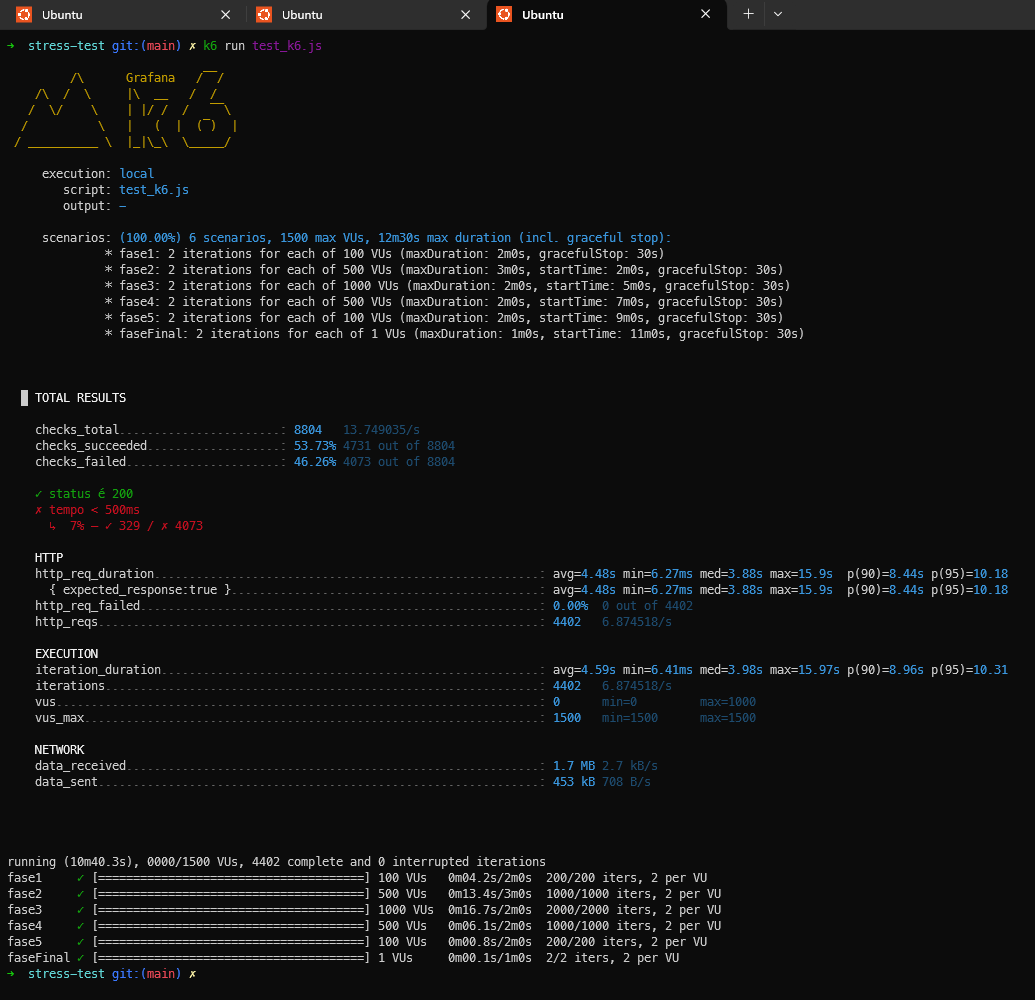 Ubuntu
Ubuntu
Ubuntu
➜  stress-test git:(main) ✗ k6 run test_k6.js
Grafana
     execution: local
        script: test_k6.js
        output: -
     scenarios: (100.00%) 6 scenarios, 1500 max VUs, 12m30s max duration (incl. graceful stop):
              * fase1: 2 iterations for each of 100 VUs (maxDuration: 2m0s, gracefulStop: 30s)
              * fase2: 2 iterations for each of 500 VUs (maxDuration: 3m0s, startTime: 2m0s, gracefulStop: 30s)
              * fase3: 2 iterations for each of 1000 VUs (maxDuration: 2m0s, startTime: 5m0s, gracefulStop: 30s)
              * fase4: 2 iterations for each of 500 VUs (maxDuration: 2m0s, startTime: 7m0s, gracefulStop: 30s)
              * fase5: 2 iterations for each of 100 VUs (maxDuration: 2m0s, startTime: 9m0s, gracefulStop: 30s)
              * faseFinal: 2 iterations for each of 1 VUs (maxDuration: 1m0s, startTime: 11m0s, gracefulStop: 30s)
  █ TOTAL RESULTS
    checks_total.......................: 8804   13.749035/s
    checks_succeeded...................: 53.73% 4731 out of 8804
    checks_failed......................: 46.26% 4073 out of 8804
    ✓ status é 200
    ✗ tempo < 500ms
      ↳  7% — ✓ 329 / ✗ 4073
    HTTP
    http_req_duration.......................................................: avg=4.48s min=6.27ms med=3.88s max=15.9s  p(90)=8.44s p(95)=10.18
      { expected_response:true }............................................: avg=4.48s min=6.27ms med=3.88s max=15.9s  p(90)=8.44s p(95)=10.18
    http_req_failed.........................................................: 0.00%  0 out of 4402
    http_reqs...............................................................: 4402   6.874518/s
    EXECUTION
    iteration_duration......................................................: avg=4.59s min=6.41ms med=3.98s max=15.97s p(90)=8.96s p(95)=10.31
    iterations..............................................................: 4402   6.874518/s
    vus.....................................................................: 0      min=0         max=1000
    vus_max.................................................................: 1500   min=1500      max=1500
    NETWORK
    data_received...........................................................: 1.7 MB 2.7 kB/s
    data_sent...............................................................: 453 kB 708 B/s
running (10m40.3s), 0000/1500 VUs, 4402 complete and 0 interrupted iterations
fase1     ✓ [======================================] 100 VUs   0m04.2s/2m0s  200/200 iters, 2 per VU
fase2     ✓ [======================================] 500 VUs   0m13.4s/3m0s  1000/1000 iters, 2 per VU
fase3     ✓ [======================================] 1000 VUs  0m16.7s/2m0s  2000/2000 iters, 2 per VU
fase4     ✓ [======================================] 500 VUs   0m06.1s/2m0s  1000/1000 iters, 2 per VU
fase5     ✓ [======================================] 100 VUs   0m00.8s/2m0s  200/200 iters, 2 per VU
faseFinal ✓ [======================================] 1 VUs     0m00.1s/1m0s  2/2 iters, 2 per VU
➜  stress-test git:(main) ✗